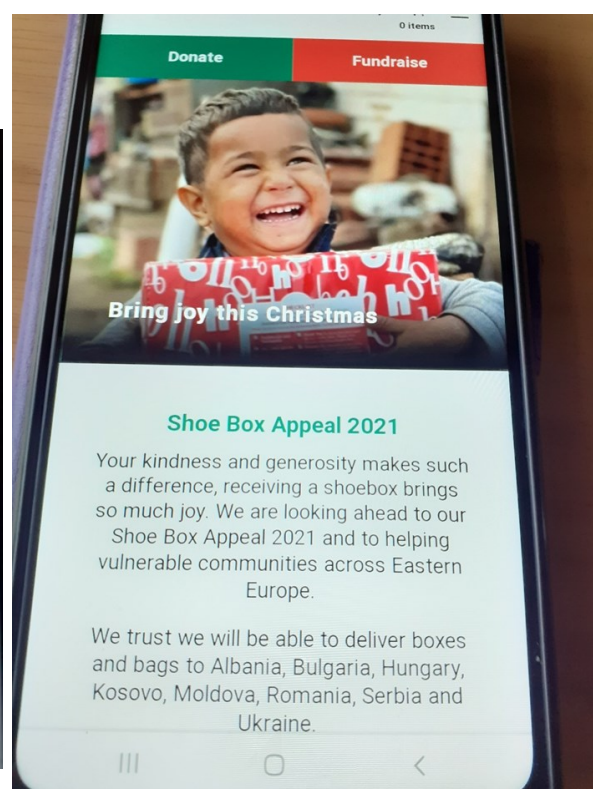 0 items
Donate
Fundraise
Bring joy this Christmas
Shoe Box Appeal 2021
Your kindness and generosity makes such
a difference, receiving a shoebox brings
so much joy. We are looking ahead to our
Shoe Box Appeal 2021 and to helping
vulnerable communities across Eastern
Europe.
We trust we will be able to deliver boxes
and bags to Albania, Bulgaria, Hungary,
Kosovo, Moldova, Romania, Serbia and
Ukraine.